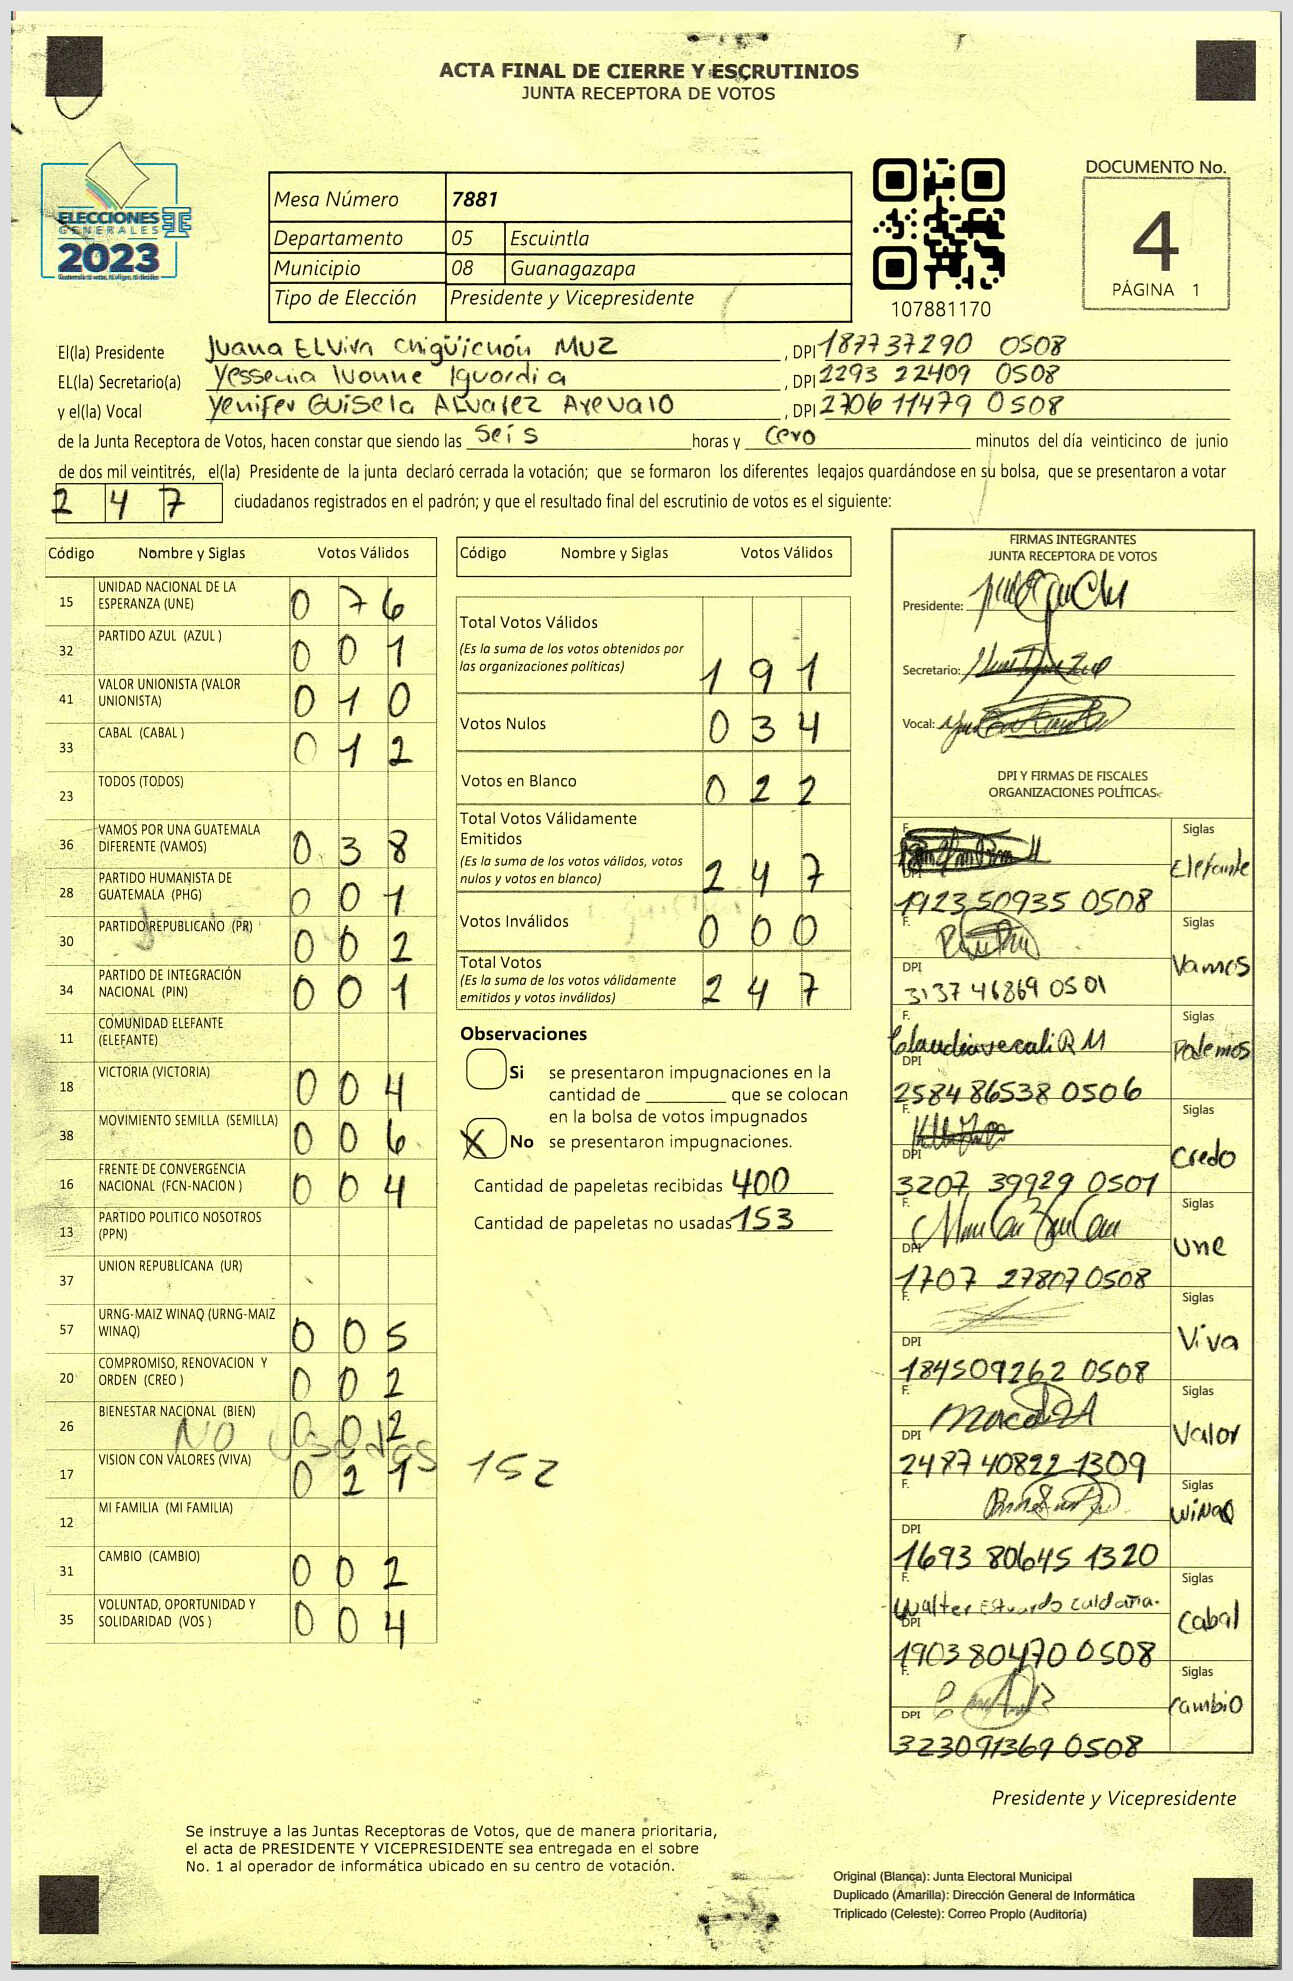 ACTA FINAL DE CIERRE Y ESCRUTINIOS
JUNTA RECEPTORA DE VOTOS
ELECCIONES
GENERALES
2023
Mesa Número 7881
Departamento 05 Escuintla
Municipio 08 Guanagazapa
Tipo de Elección Presidente y Vicepresidente
107881170
DOCUMENTO No.
4
PÁGINA 1
El(la) Presidente Juana ELVira Chigüichón MUZ , DPI 187737290 0508
EL(la) Secretario(a) Yessenia Ivonne Iguardia , DPI 2293 22409 0508
y el(la) Vocal Yenifer Guisela Alvarez Arevalo , DPI 2706 11479 0508
de la Junta Receptora de Votos, hacen constar que siendo las seis horas y cero minutos del día veinticinco de junio
de dos mil veintitrés, el(la) Presidente de la junta declaró cerrada la votación; que se formaron los diferentes legajos guardándose en su bolsa, que se presentaron a votar
247 ciudadanos registrados en el padrón; y que el resultado final del escrutinio de votos es el siguiente:
Código Nombre y Siglas Votos Válidos
15 UNIDAD NACIONAL DE LA ESPERANZA (UNE) 0 7 6
32 PARTIDO AZUL (AZUL ) 0 0 1
41 VALOR UNIONISTA (VALOR UNIONISTA) 0 1 0
33 CABAL (CABAL ) 0 1 2
23 TODOS (TODOS)
36 VAMOS POR UNA GUATEMALA DIFERENTE (VAMOS) 0 3 8
28 PARTIDO HUMANISTA DE GUATEMALA (PHG) 0 0 1
30 PARTIDO REPUBLICANO (PR) 0 0 2
34 PARTIDO DE INTEGRACIÓN NACIONAL (PIN) 0 0 1
11 COMUNIDAD ELEFANTE (ELEFANTE)
18 VICTORIA (VICTORIA) 0 0 4
38 MOVIMIENTO SEMILLA (SEMILLA) 0 0 6
16 FRENTE DE CONVERGENCIA NACIONAL (FCN-NACION ) 0 0 4
13 PARTIDO POLITICO NOSOTROS (PPN)
37 UNION REPUBLICANA (UR)
57 URNG-MAIZ WINAQ (URNG-MAIZ WINAQ) 0 0 5
20 COMPROMISO, RENOVACION Y ORDEN (CREO ) 0 0 2
26 BIENESTAR NACIONAL (BIEN) 0 0 2
NO usadas 152
17 VISION CON VALORES (VIVA) 0 2 1
12 MI FAMILIA (MI FAMILIA)
31 CAMBIO (CAMBIO) 0 0 2
35 VOLUNTAD, OPORTUNIDAD Y SOLIDARIDAD (VOS ) 0 0 4
Código Nombre y Siglas Votos Válidos
Total Votos Válidos
(Es la suma de los votos obtenidos por
las organizaciones políticas) 1 9 1
Votos Nulos 0 3 4
Votos en Blanco 0 2 2
Total Votos Válidamente
Emitidos
(Es la suma de los votos válidos, votos
nulos y votos en blanco) 2 4 7
Votos Inválidos 0 0 0
Total Votos
(Es la suma de los votos válidamente
emitidos y votos inválidos) 2 4 7
Observaciones
Si se presentaron impugnaciones en la
cantidad de ________ que se colocan
en la bolsa de votos impugnados
X No se presentaron impugnaciones.
Cantidad de papeletas recibidas 400
Cantidad de papeletas no usadas 153
FIRMAS INTEGRANTES
JUNTA RECEPTORA DE VOTOS
Presidente:
Secretario:
Vocal:
DPI Y FIRMAS DE FISCALES
ORGANIZACIONES POLÍTICAS
F. Siglas
Elefante
DPI
1923 50935 0508
F. Siglas
Vamos
DPI
3137 46869 0501
F. Siglas
Podemos
DPI
2584 86538 0506
F. Siglas
Credo
DPI
3207 39929 0501
F. Siglas
une
DPI
1707 27807 0508
F. Siglas
Viva
DPI
184509262 0508
F. Siglas
Valor
DPI
2487 40822 1309
F. Siglas
WINAQ
DPI
1693 80645 1320
F. Siglas
Walter Estuardo Caldaña.
Cabal
DPI
1903 80470 0508
F. Siglas
Cambio
DPI
323091369 0508
Presidente y Vicepresidente
Se instruye a las Juntas Receptoras de Votos, que de manera prioritaria,
el acta de PRESIDENTE Y VICEPRESIDENTE sea entregada en el sobre
No. 1 al operador de informática ubicado en su centro de votación.
Original (Blanca): Junta Electoral Municipal
Duplicado (Amarilla): Dirección General de Informática
Triplicado (Celeste): Correo Propio (Auditoría)